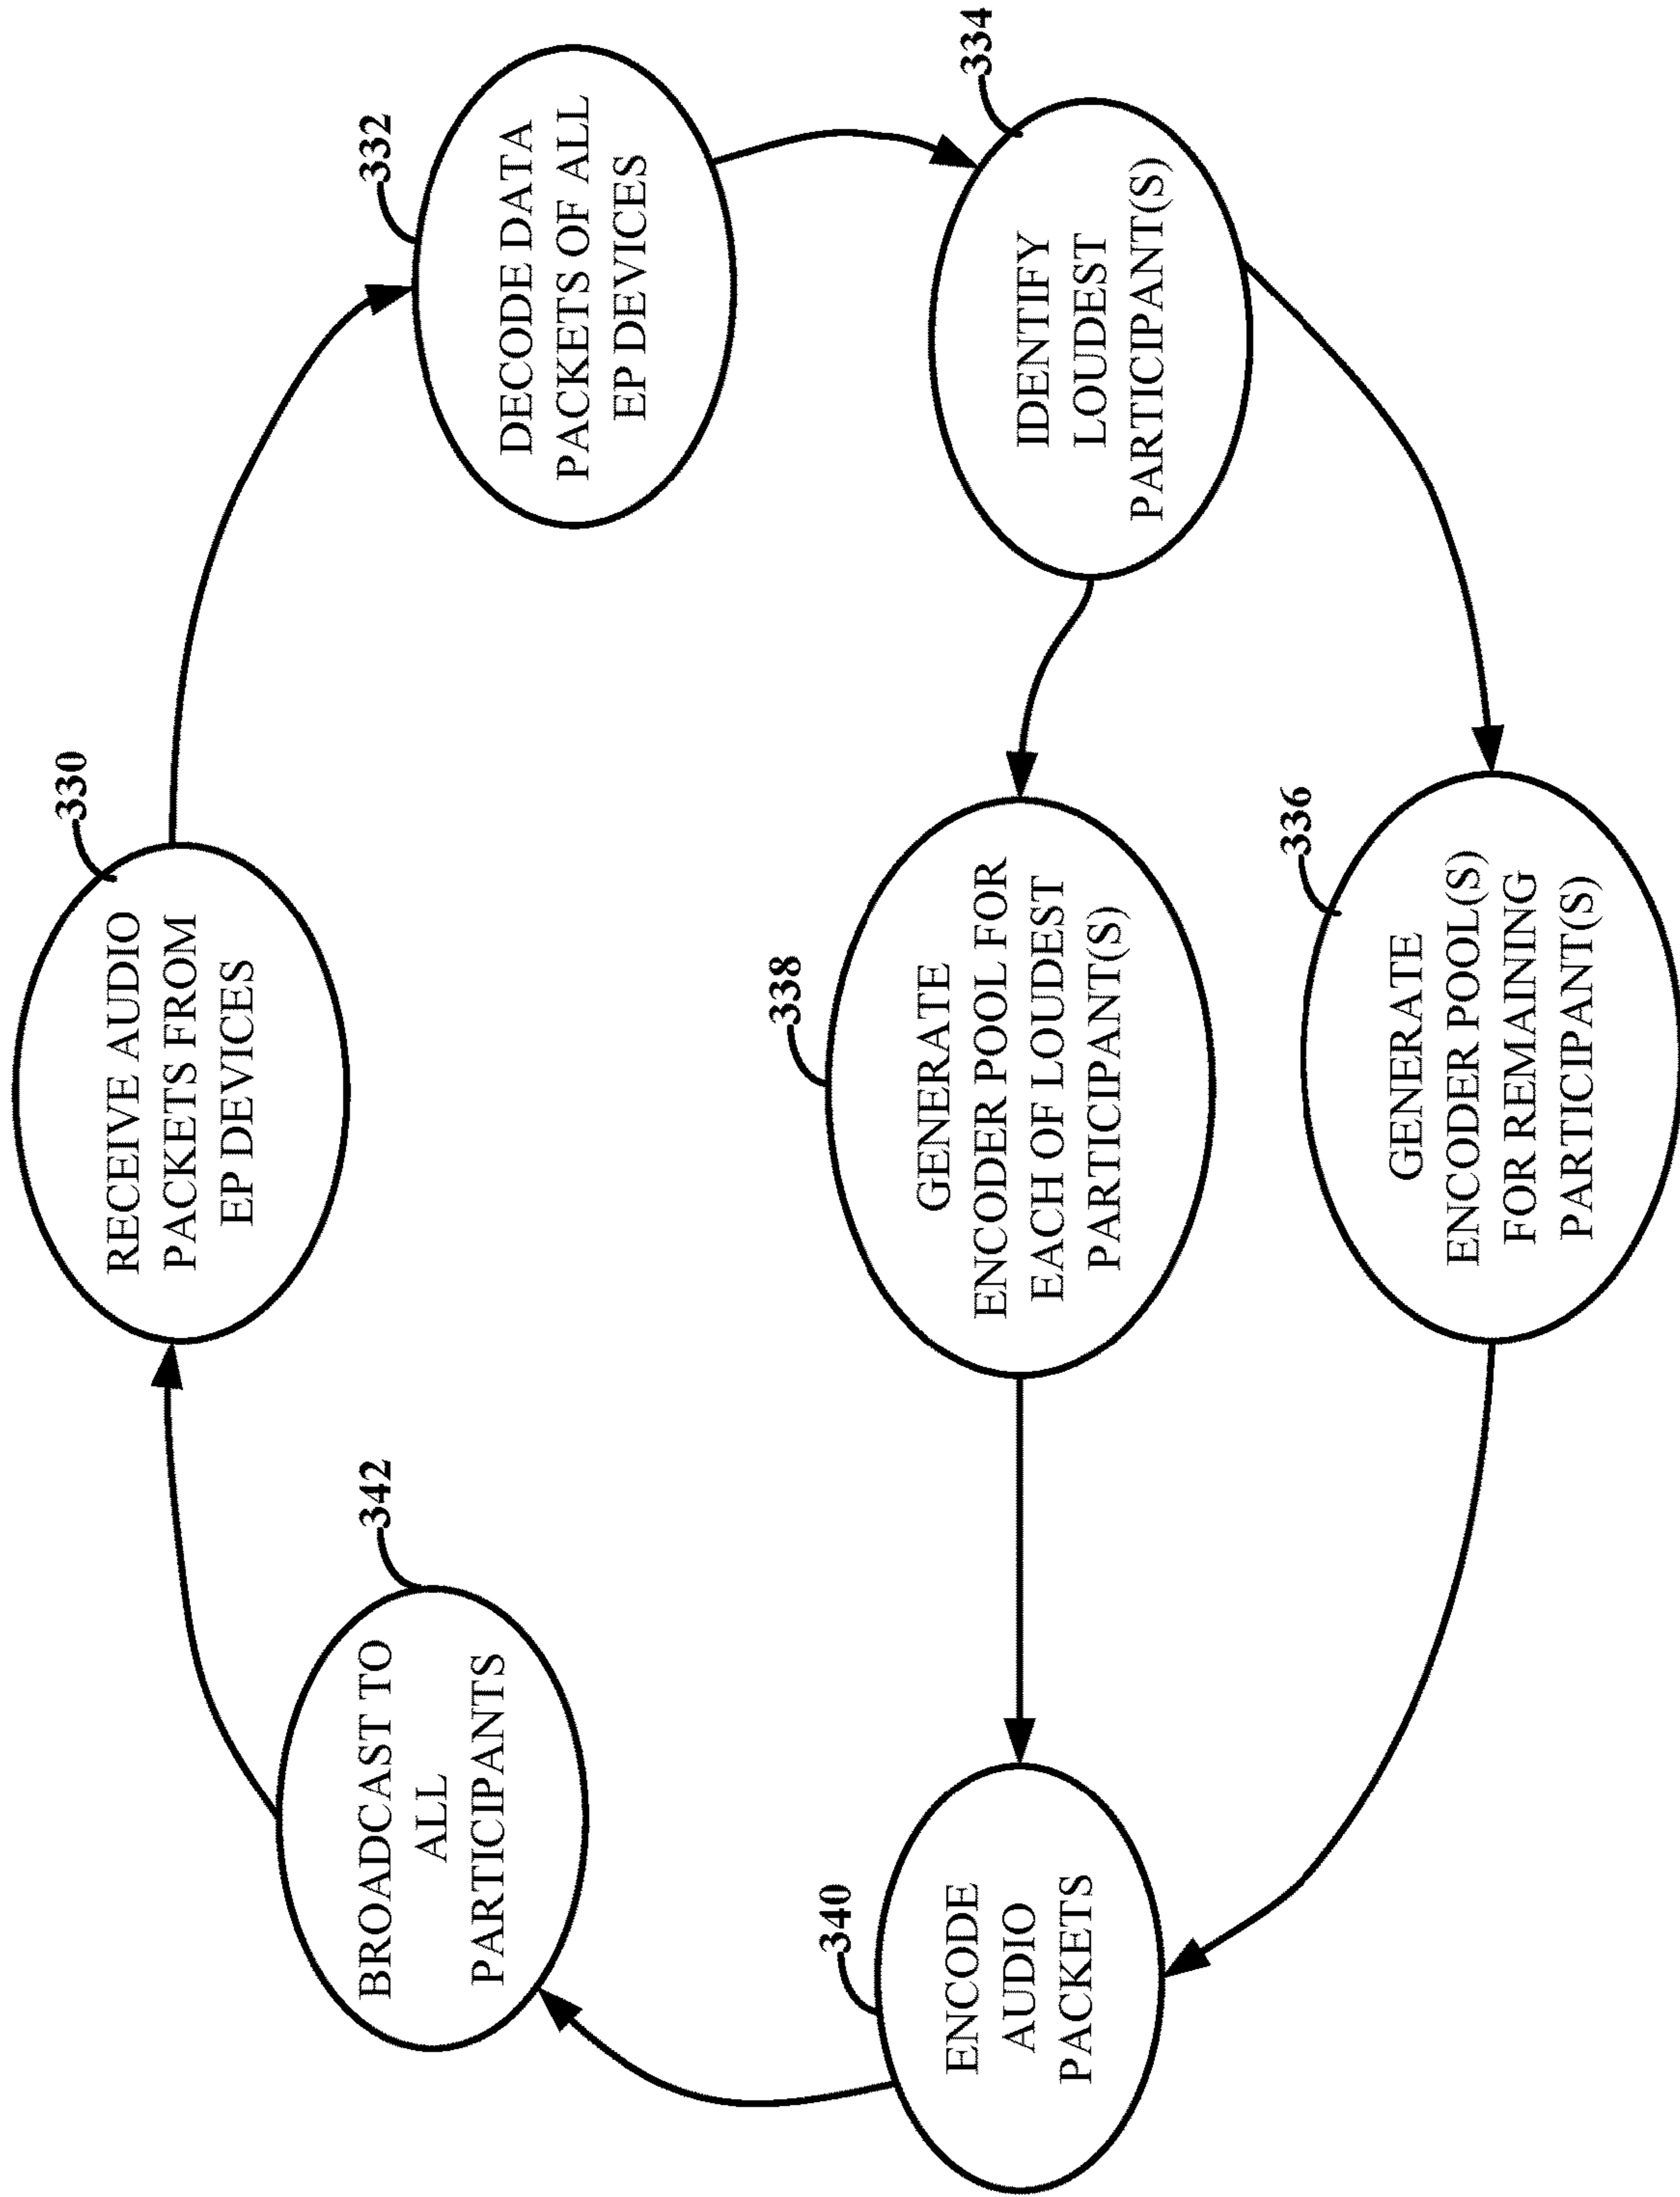 330
RECEIVE AUDIO
PACKETS FROM
EP DEVICES
332
DECODE DATA
PACKETS OF ALL
EP DEVICES
334
IDENTIFY
LOUDEST
PARTICIPANT(S)
338
GENERATE
ENCODER POOL FOR
EACH OF LOUDEST
PARTICIPANT(S)
336
GENERATE
ENCODER POOL(S)
FOR REMAINING
PARTICIPANT(S)
340
ENCODE
AUDIO
PACKETS
342
BROADCAST TO
ALL
PARTICIPANTS